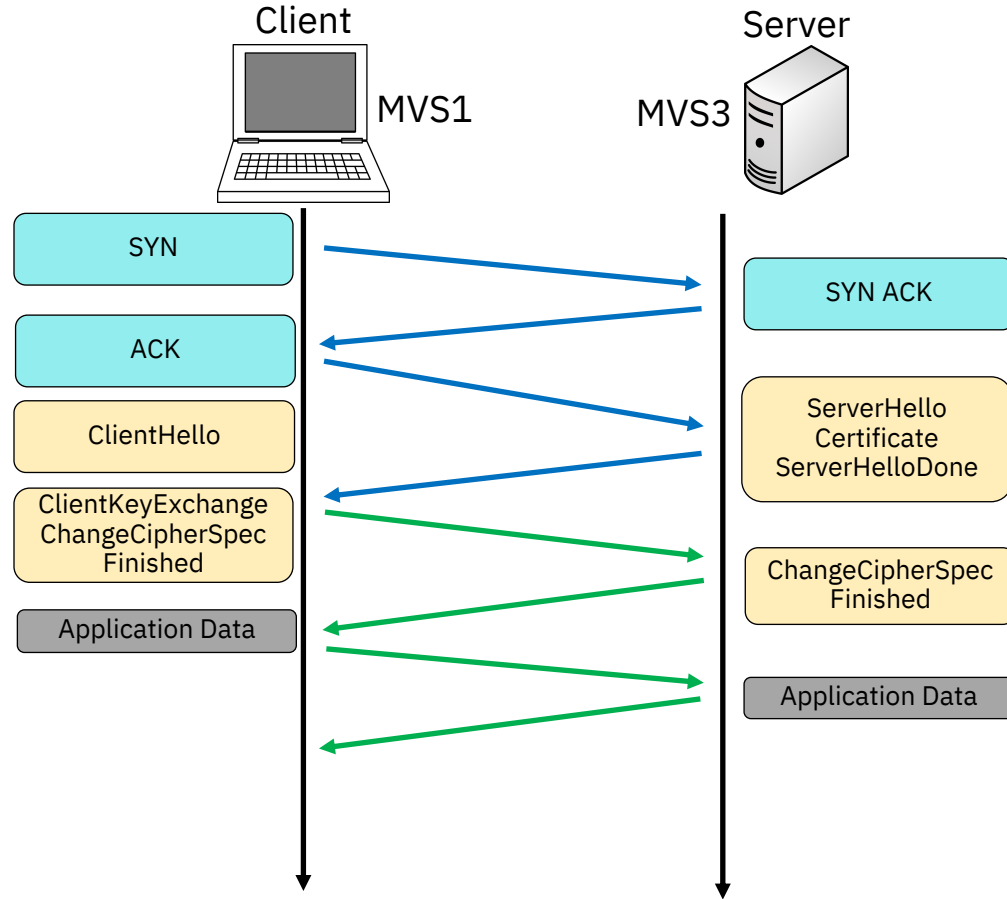 Client
Server
MVS1
MVS3
SYN
SYN ACK
ACK
ClientHello
ServerHello
Certificate
ServerHelloDone
ClientKeyExchange
ChangeCipherSpec
Finished
ChangeCipherSpec
Finished
Application Data
Application Data